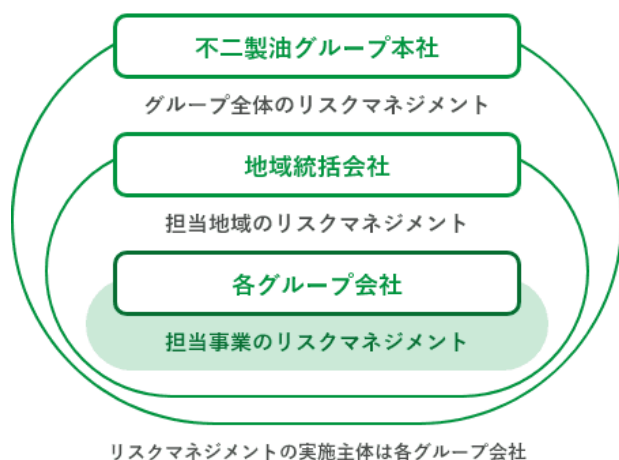 不二製油グループ本社
グループ全体のリスクマネジメント
地域統括会社
担当地域のリスクマネジメント
各グループ会社
担当事業のリスクマネジメント
リスクマネジメントの実施主体は各グループ会社